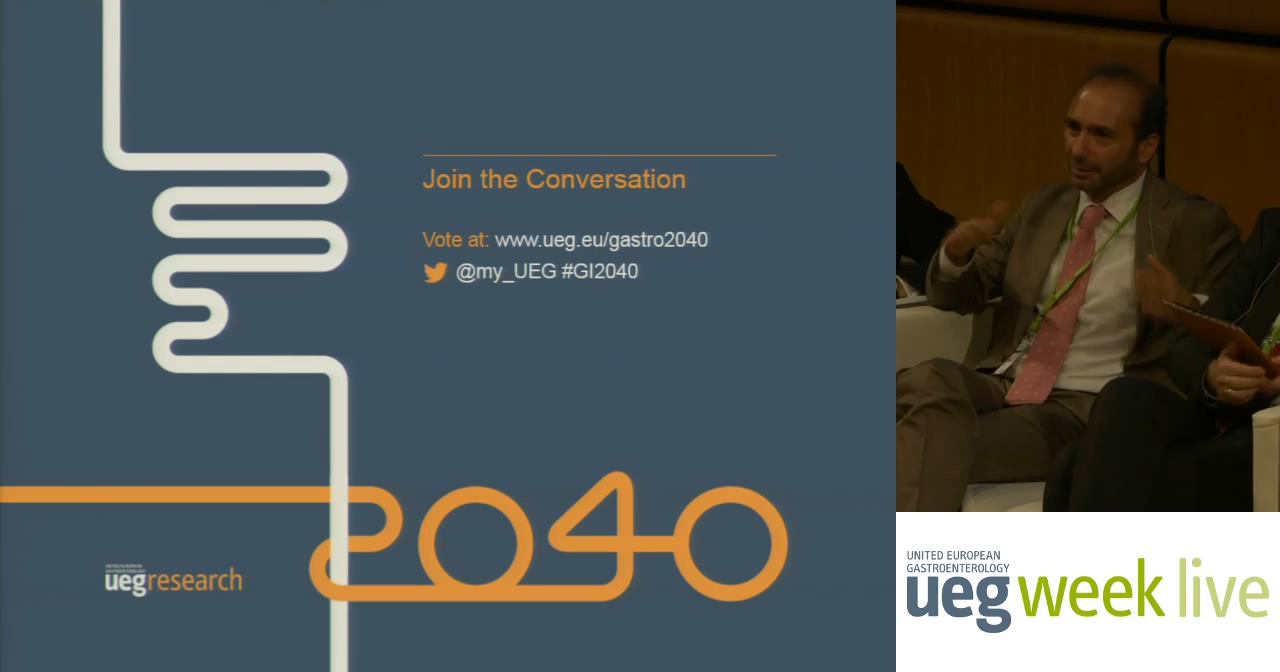 Join the Conversation
Vote at: www.ueg.eu/gastro2040
@my_UEG #GI2040
2040
uegresearch
UNITED EUROPEAN
GASTROENTEROLOGY
ueg week live